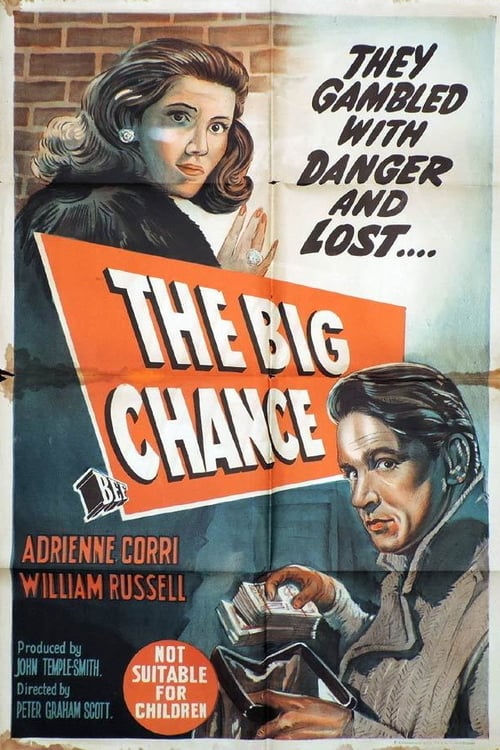 THEY
GAMBLED
WITH
DANGER
AND
LOST....
THE BIG
CHANCE
BEF
ADRIENNE CORRI
WILLIAM RUSSELL
Produced by
JOHN TEMPLE-SMITH.
Directed by
PETER GRAHAM SCOTT.
NOT
SUITABLE
FOR
CHILDREN